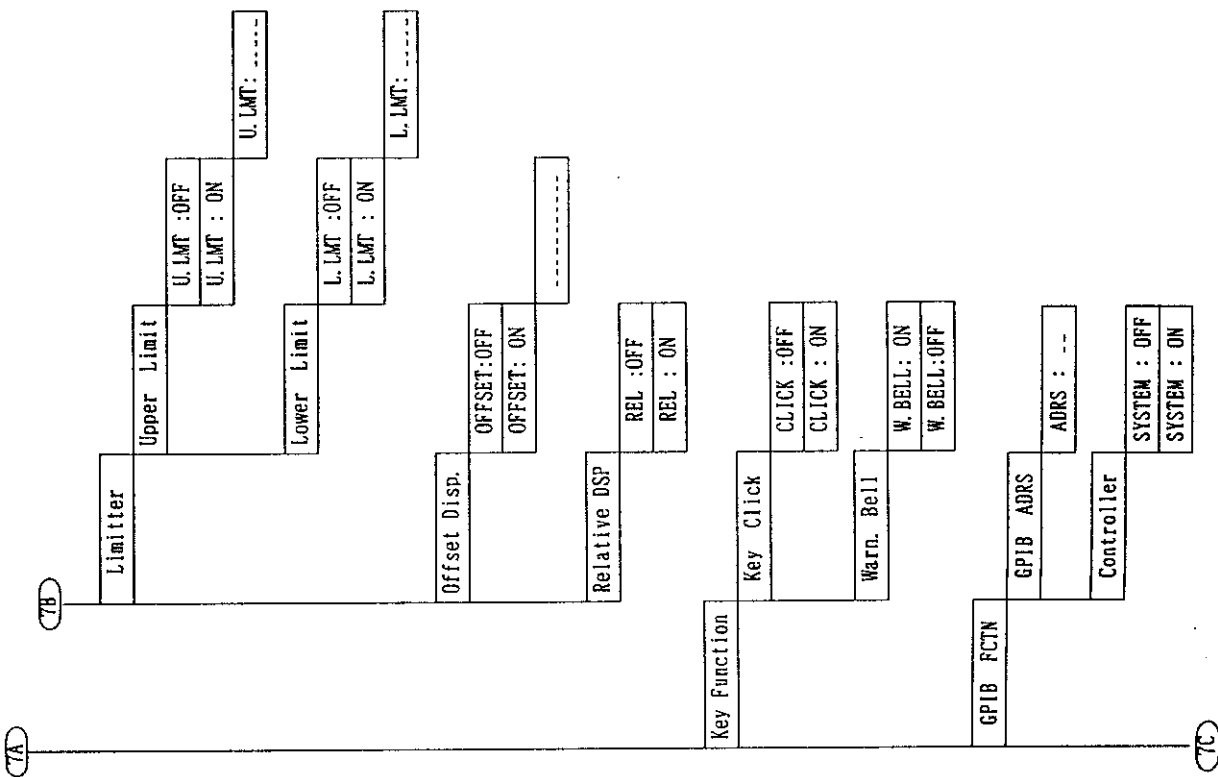 7A
7B
Limitter
Upper Limit
U. LMT :OFF
U. LMT : ON
U. LMT: -----
Lower Limit
L. LMT :OFF
L. LMT : ON
L. LMT: -----
Offset Disp.
OFFSET:OFF
OFFSET: ON
------------
Relative DSP
REL :OFF
REL : ON
Key Function
Key Click
CLICK :OFF
CLICK : ON
Warn. Bell
W. BELL: ON
W. BELL:OFF
GPIB FCTN
GPIB ADRS
ADRS : --
Controller
SYSTEM : OFF
SYSTEM : ON
7C